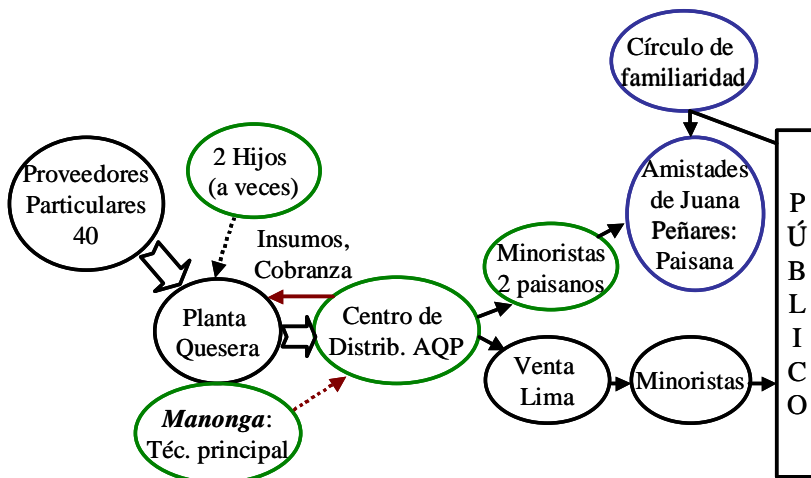 Círculo de
familiaridad
Proveedores
Particulares
40
2 Hijos
(a veces)
Amistades
de Juana
Peñares:
Paisana
P
Ú
B
L
I
C
O
Insumos,
Cobranza
Minoristas
2 paisanos
Planta
Quesera
Centro de
Distrib. AQP
Venta
Lima
Minoristas
Manonga:
Téc. principal